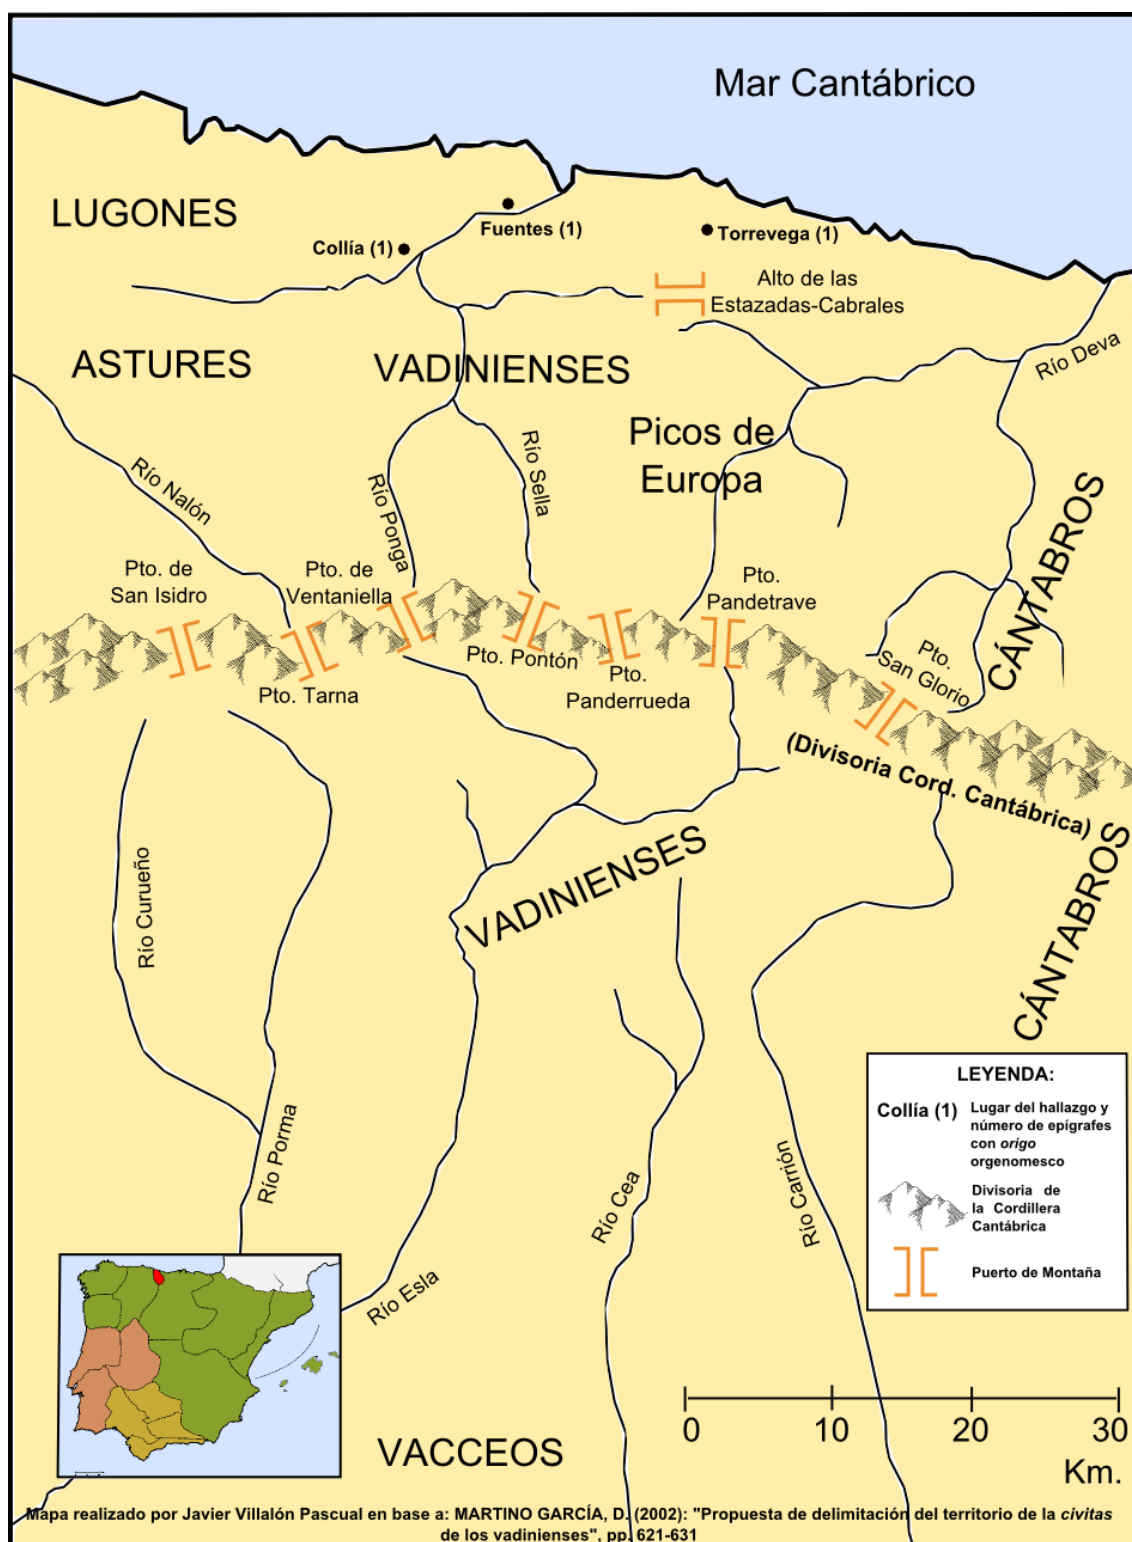 Mar Cantábrico
LUGONES
Fuentes (1)
Collía (1)
Torrevega (1)
Alto de las
Estazadas-Cabrales
ASTURES
VADINIENSES
Río Deva
Picos de
Europa
Río Nalón
Río Ponga
Río Sella
CÁNTABROS
Pto. de
San Isidro
Pto. de
Ventaniella
Pto.
Pandetrave
Pto. Tarna
Pto. Pontón
Pto.
Panderrueda
Pto.
San Glorio
(Divisoria Cord. Cantábrica)
VADINIENSES
CÁNTABROS
Río Curueño
Río Porma
Río Esla
Río Cea
Río Carrión
LEYENDA:
Collía (1)
Lugar del hallazgo y
número de epígrafes
con origo
orgenomesco
Divisoria de
la Cordillera
Cantábrica
Puerto de Montaña
0 10 20 30
Km.
VACCEOS
Mapa realizado por Javier Villalón Pascual en base a: MARTINO GARCÍA, D. (2002): "Propuesta de delimitación del territorio de la civitas
de los vadinienses", pp. 621-631